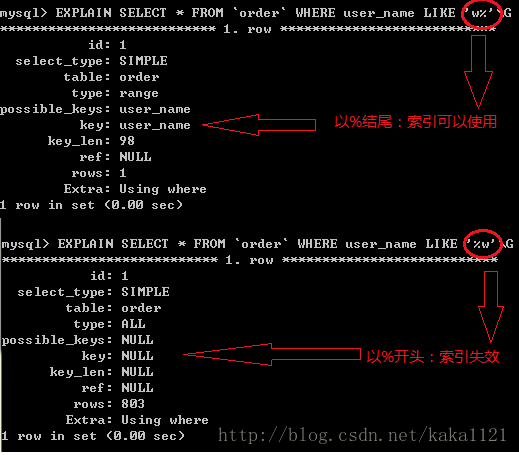 mysql> EXPLAIN SELECT * FROM `order` WHERE user_name LIKE 'w%'\G
*************************** 1. row ***************************
id: 1
select_type: SIMPLE
table: order
type: range
possible_keys: user_name
key: user_name
以%结尾：索引可以使用
key_len: 98
ref: NULL
rows: 1
Extra: Using where
1 row in set (0.00 sec)
mysql> EXPLAIN SELECT * FROM `order` WHERE user_name LIKE '%w'\G
*************************** 1. row ***************************
id: 1
select_type: SIMPLE
table: order
type: ALL
possible_keys: NULL
key: NULL
以%开头：索引失效
key_len: NULL
ref: NULL
rows: 803
Extra: Using where
1 row in set (0.00 sec)
http://blog.csdn.net/kaka1121